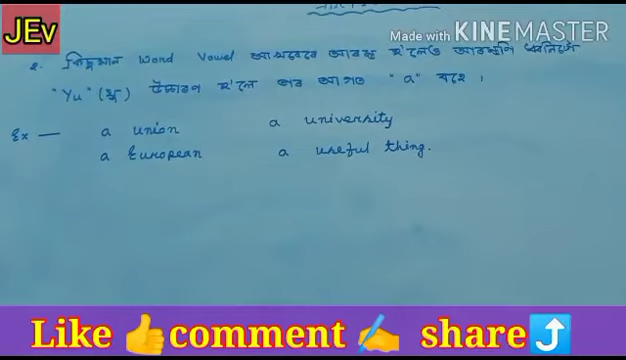 JEv
Made with KINEMASTER
২. কিছুমান Word Vowel আখৰেৰে আৰম্ভ হ'লেও আৰম্ভণি ধ্বনিটো
"Yu" (য়ু) উচ্চাৰণ হ'লে তাৰ আগত "a" বহে ।
Ex — a union a university
a European a useful thing.
Like 👍 comment ✍️ share ⤴️